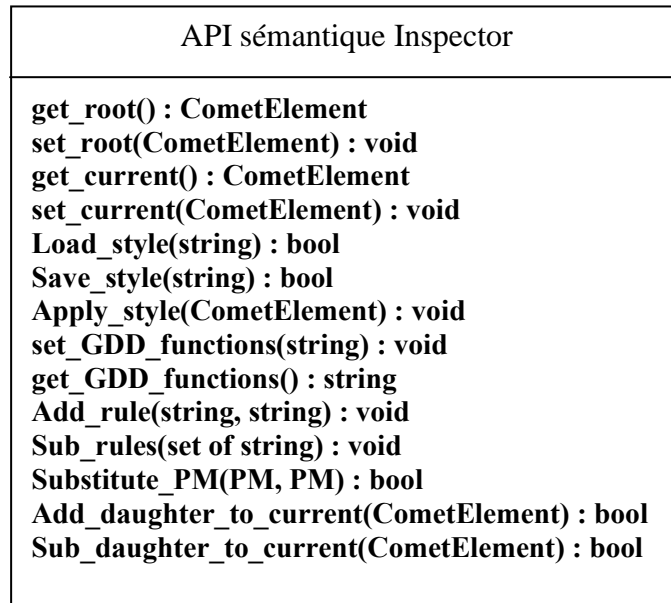 API sémantique Inspector
get_root() : CometElement
set_root(CometElement) : void
get_current() : CometElement
set_current(CometElement) : void
Load_style(string) : bool
Save_style(string) : bool
Apply_style(CometElement) : void
set_GDD_functions(string) : void
get_GDD_functions() : string
Add_rule(string, string) : void
Sub_rules(set of string) : void
Substitute_PM(PM, PM) : bool
Add_daughter_to_current(CometElement) : bool
Sub_daughter_to_current(CometElement) : bool